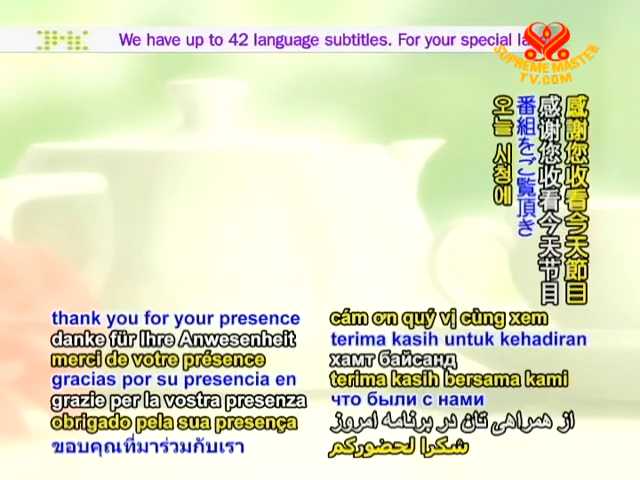 We have up to 42 language subtitles. For your special la
SUPREME MASTER
TV.COM
感謝您收看今天節目
感谢您收看今天节目
番組をご覧頂き
오늘 시청에
thank you for your presence
danke für Ihre Anwesenheit
merci de votre présence
gracias por su presencia en
grazie per la vostra presenza
obrigado pela sua presença
ขอบคุณที่มาร่วมกับเรา
cám ơn quý vị cùng xem
terima kasih untuk kehadiran
хамт байсанд
terima kasih bersama kami
что были с нами
از همراهی تان در برنامه امروز
شكرا لحضوركم